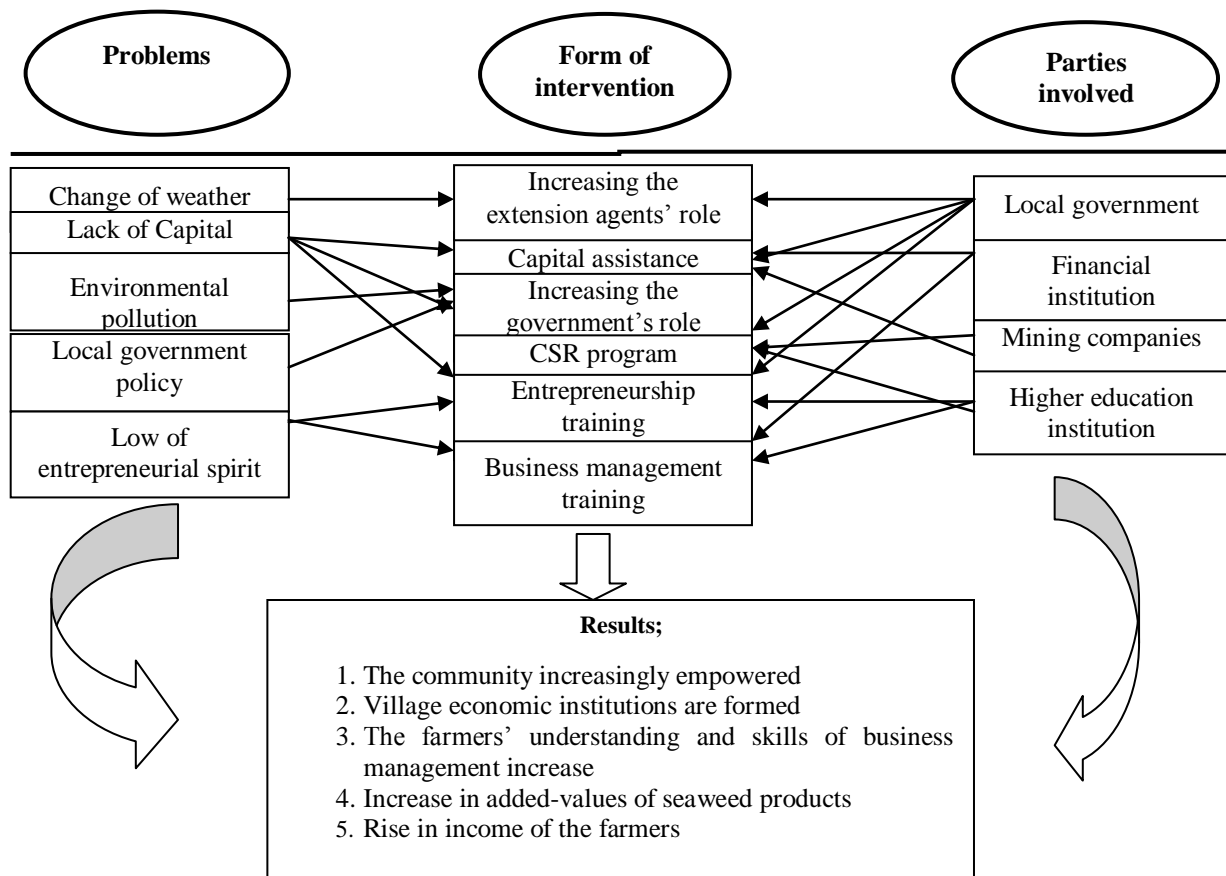 Problems
Form of
intervention
Parties
involved
Change of weather
Lack of Capital
Environmental
pollution
Local government
policy
Low of
entrepreneurial spirit
Increasing the
extension agents’ role
Capital assistance
Increasing the
government’s role
CSR program
Entrepreneurship
training
Business management
training
Local government
Financial
institution
Mining companies
Higher education
institution
Results;
1. The community increasingly empowered
2. Village economic institutions are formed
3. The farmers’ understanding and skills of business
management increase
4. Increase in added-values of seaweed products
5. Rise in income of the farmers